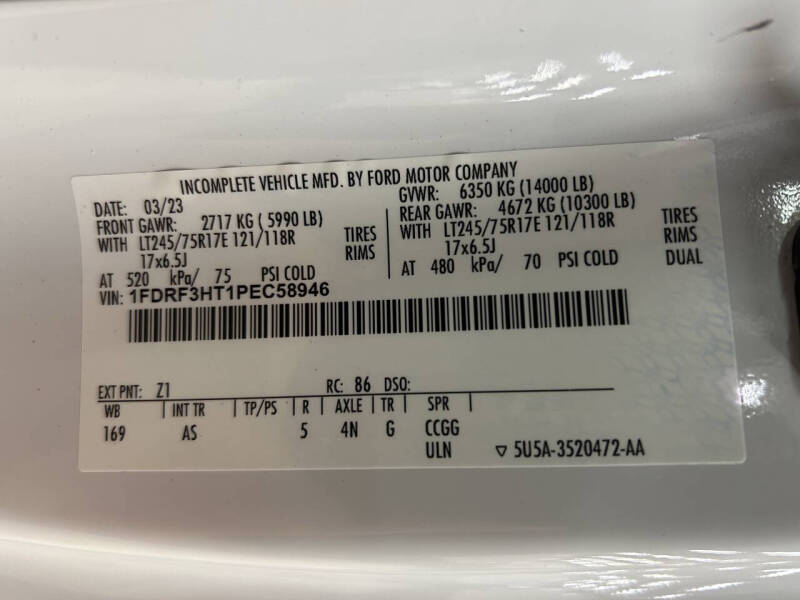 INCOMPLETE VEHICLE MFD. BY FORD MOTOR COMPANY
DATE: 03/23 GVWR: 6350 KG (14000 LB)
FRONT GAWR: 2717 KG ( 5990 LB) REAR GAWR: 4672 KG (10300 LB)
WITH LT245/75R17E 121/118R TIRES WITH LT245/75R17E 121/118R TIRES
17x6.5J RIMS 17x6.5J RIMS
AT 520 kPa/ 75 PSI COLD AT 480 kPa/ 70 PSI COLD DUAL
VIN: 1FDRF3HT1PEC58946
EXT PNT: Z1 RC: 86 DSO:
WB INT TR TP/PS R AXLE TR SPR
169 AS 5 4N G CCGG
ULN ▽ 5U5A-3520472-AA